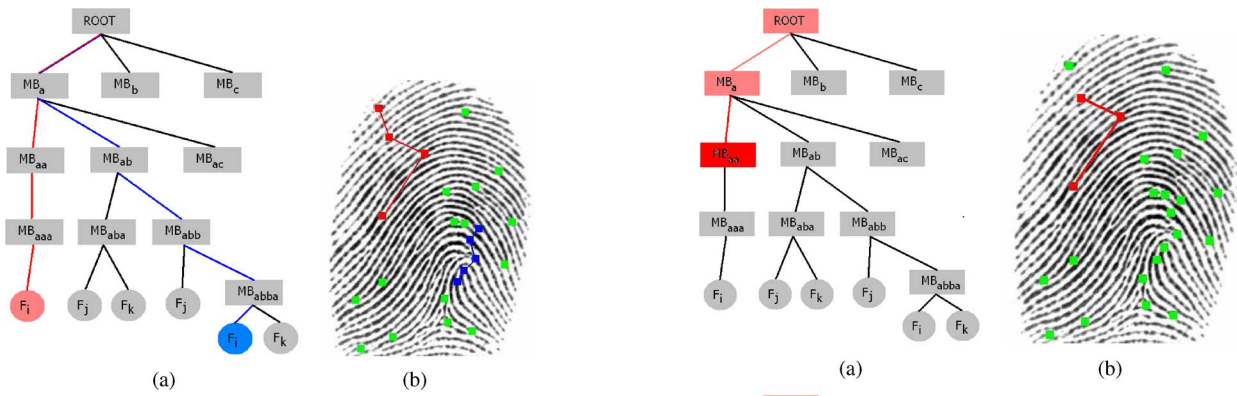 ROOT
MBa MBb MBc
MBaa MBab MBac
MBaaa MBaba MBabb
Fi Fj Fk Fj MBabba
Fi Fk
(a) (b)
ROOT
MBa MBb MBc
MBaa MBab MBac
MBaaa MBaba MBabb
Fi Fj Fk Fj MBabba
Fi Fk
(a) (b)